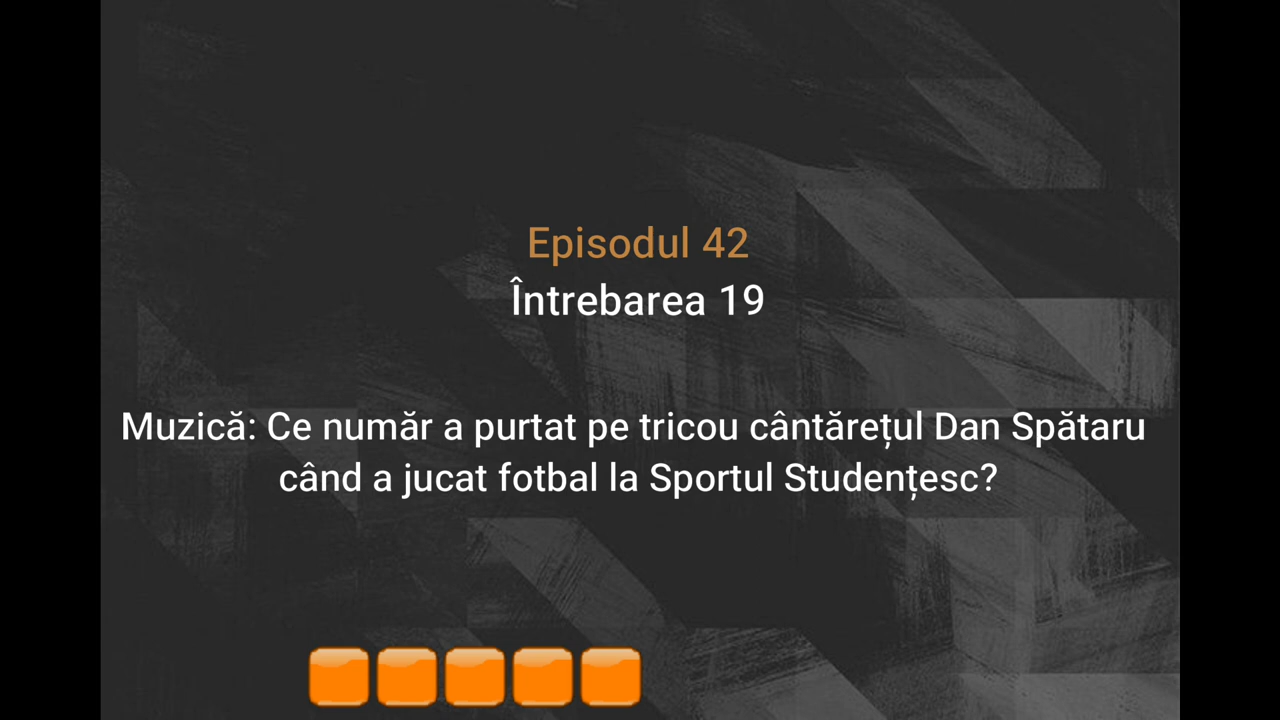 Episodul 42
Întrebarea 19
Muzică: Ce număr a purtat pe tricou cântărețul Dan Spătaru
când a jucat fotbal la Sportul Studențesc?